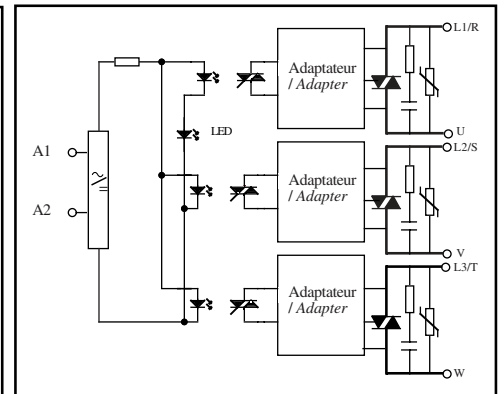 L1/R
Adaptateur
/ Adapter
LED
U
L2/S
A1
Adaptateur
/ Adapter
A2
V
L3/T
Adaptateur
/ Adapter
W